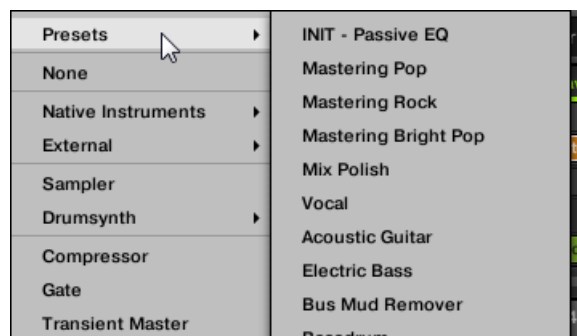 Presets
None
Native Instruments
External
Sampler
Drumsynth
Compressor
Gate
Transient Master
INIT - Passive EQ
Mastering Pop
Mastering Rock
Mastering Bright Pop
Mix Polish
Vocal
Acoustic Guitar
Electric Bass
Bus Mud Remover